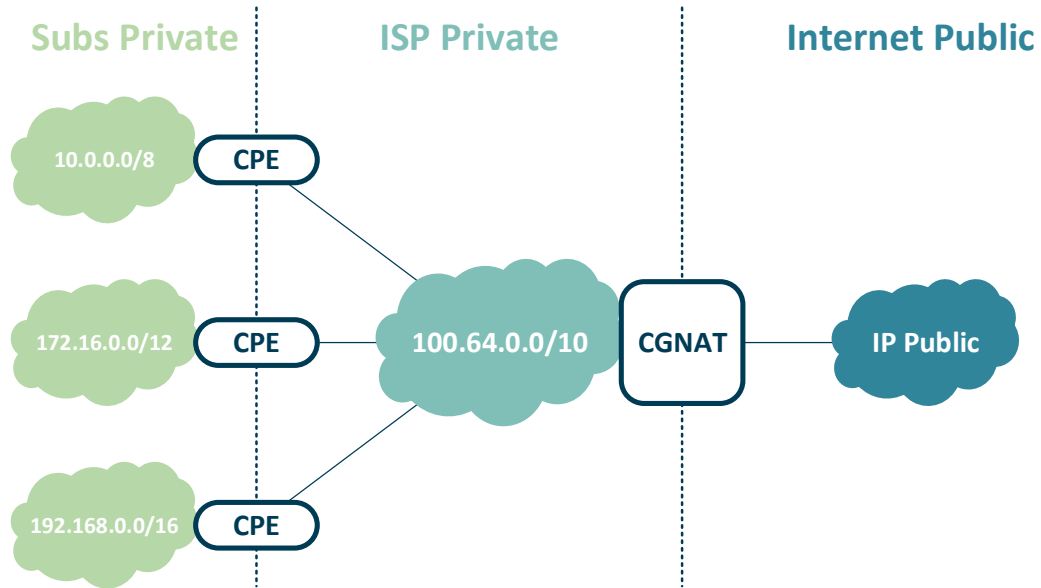 Subs Private
ISP Private
Internet Public
10.0.0.0/8
CPE
172.16.0.0/12
CPE
100.64.0.0/10
CGNAT
IP Public
192.168.0.0/16
CPE